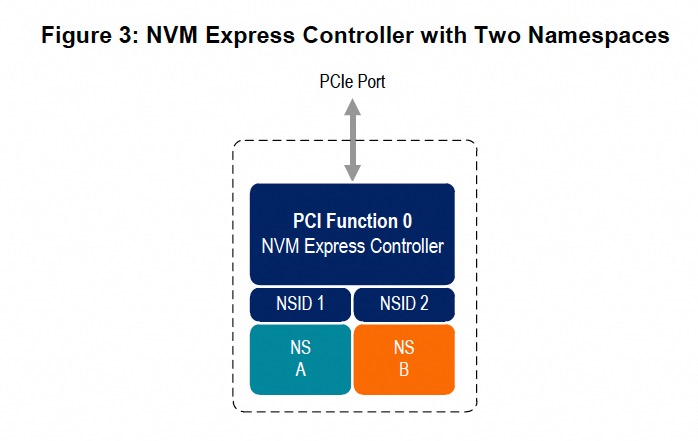 Figure 3: NVM Express Controller with Two Namespaces
PCIe Port
PCI Function 0
NVM Express Controller
NSID 1
NSID 2
NS
A
NS
B